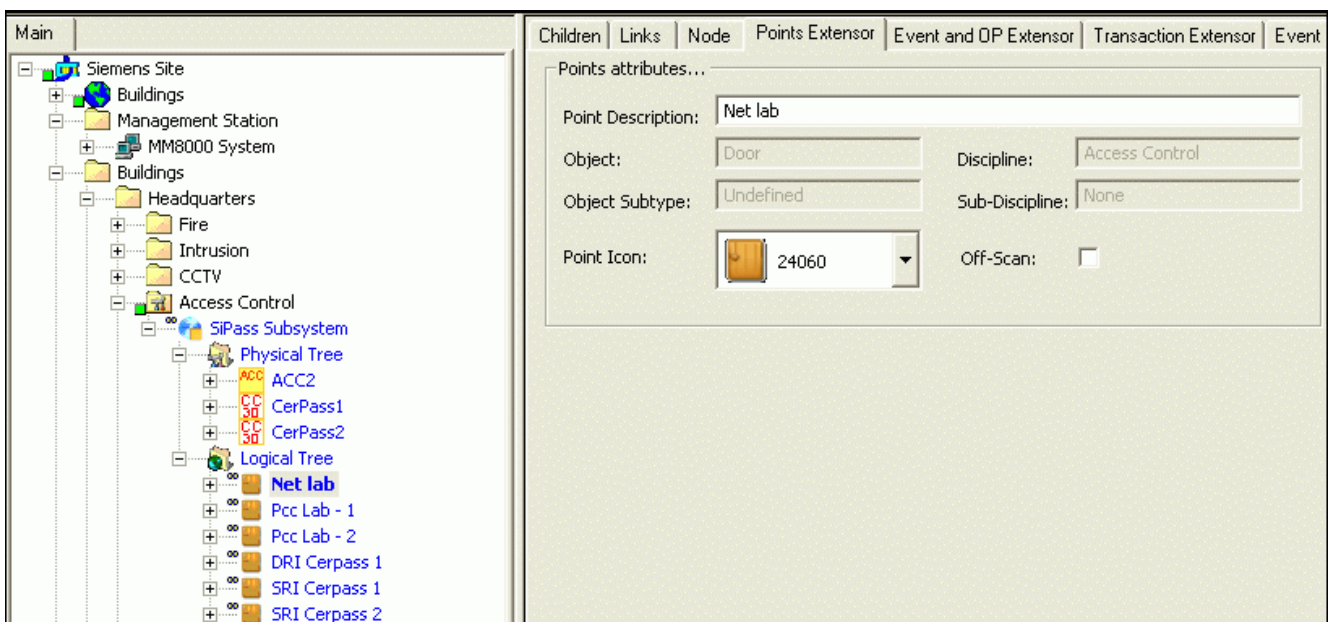 Main
Siemens Site
Buildings
Management Station
MM8000 System
Buildings
Headquarters
Fire
Intrusion
CCTV
Access Control
SiPass Subsystem
Physical Tree
ACC ACC2
CC 30 CerPass1
CC 30 CerPass2
Logical Tree
Net lab
Pcc Lab - 1
Pcc Lab - 2
DRI Cerpass 1
SRI Cerpass 1
SRI Cerpass 2
Children Links Node Points Extensor Event and OP Extensor Transaction Extensor Event
Points attributes...
Point Description: Net lab
Object: Door Discipline: Access Control
Object Subtype: Undefined Sub-Discipline: None
Point Icon: 24060 Off-Scan: